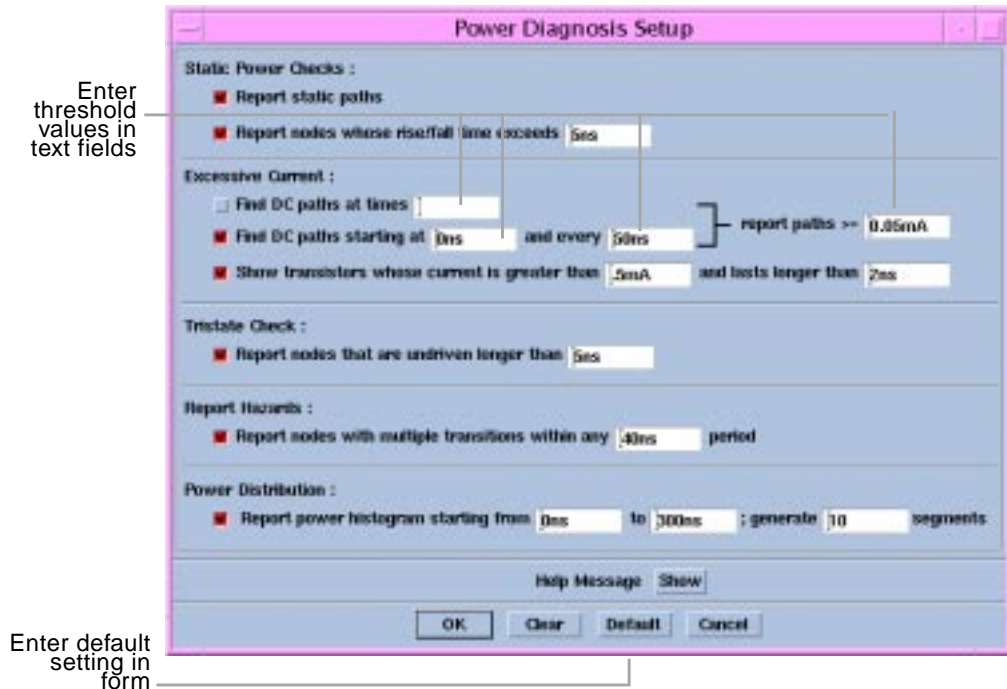 Power Diagnosis Setup
Static Power Checks :
Report static paths
Enter
threshold
values in
text fields
Report nodes whose rise/fall time exceeds 5ns
Excessive Current :
Find DC paths at times
Find DC paths starting at 0ns and every 50ns
report paths >= 0.05mA
Show transistors whose current is greater than .5mA and lasts longer than 2ns
Tristate Check :
Report nodes that are undriven longer than 5ns
Report Hazards :
Report nodes with multiple transitions within any 40ns period
Power Distribution :
Report power histogram starting from 0ns to 300ns ; generate 10 segments
Help Message Show
OK Clear Default Cancel
Enter default
setting in
form